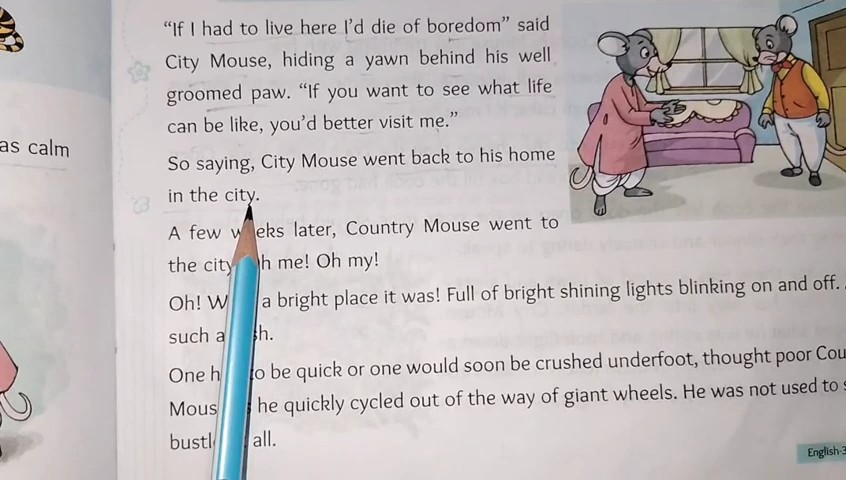 as calm
“If I had to live here I’d die of boredom” said
City Mouse, hiding a yawn behind his well
groomed paw. “If you want to see what life
can be like, you’d better visit me.”
So saying, City Mouse went back to his home
in the city.
A few weeks later, Country Mouse went to
the city me! Oh my!
Oh! a bright place it was! Full of bright shining lights blinking on and off.
such a
One to be quick or one would soon be crushed underfoot, thought poor
he quickly cycled out of the way of giant wheels. He was not used to
all.
English-3